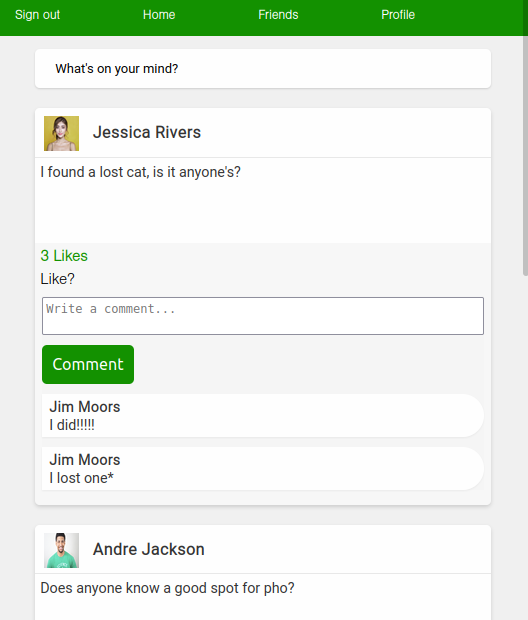 Sign out Home Friends Profile
What's on your mind?
Jessica Rivers
I found a lost cat, is it anyone's?
3 Likes
Like?
Write a comment...
Comment
Jim Moors
I did!!!!!
Jim Moors
I lost one*
Andre Jackson
Does anyone know a good spot for pho?